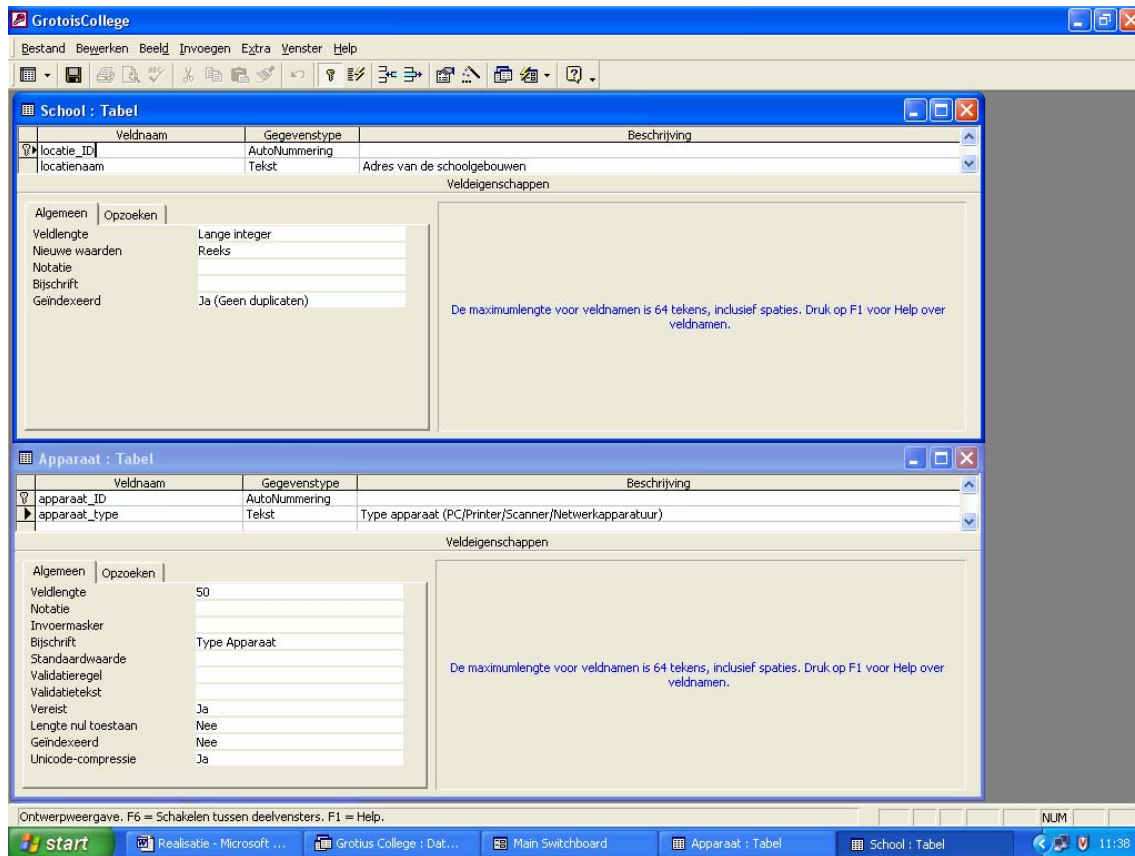 GrotoisCollege
Bestand Bewerken Beeld Invoegen Extra Venster Help
School : Tabel
Veldnaam Gegevenstype Beschrijving
locatie_ID AutoNummering
locatienaam Tekst Adres van de schoolgebouwen
Veldeigenschappen
Algemeen Opzoeken
Veldlengte Lange integer
Nieuwe waarden Reeks
Notatie
Bijschrift
Geïndexeerd Ja (Geen duplicaten)
De maximumlengte voor veldnamen is 64 tekens, inclusief spaties. Druk op F1 voor Help over
veldnamen.
Apparaat : Tabel
Veldnaam Gegevenstype Beschrijving
apparaat_ID AutoNummering
apparaat_type Tekst Type apparaat (PC/Printer/Scanner/Netwerkapparatuur)
Veldeigenschappen
Algemeen Opzoeken
Veldlengte 50
Notatie
Invoermasker
Bijschrift Type Apparaat
Standaardwaarde
Validatieregel
Validatietekst
Vereist Ja
Lengte nul toestaan Nee
Geïndexeerd Nee
Unicode-compressie Ja
De maximumlengte voor veldnamen is 64 tekens, inclusief spaties. Druk op F1 voor Help over
veldnamen.
Ontwerpweergave. F6 = Schakelen tussen deelvensters. F1 = Help. NUM
start Realisatie - Microsoft ... Grotius College : Dat... Main Switchboard Apparaat : Tabel School : Tabel 11:38